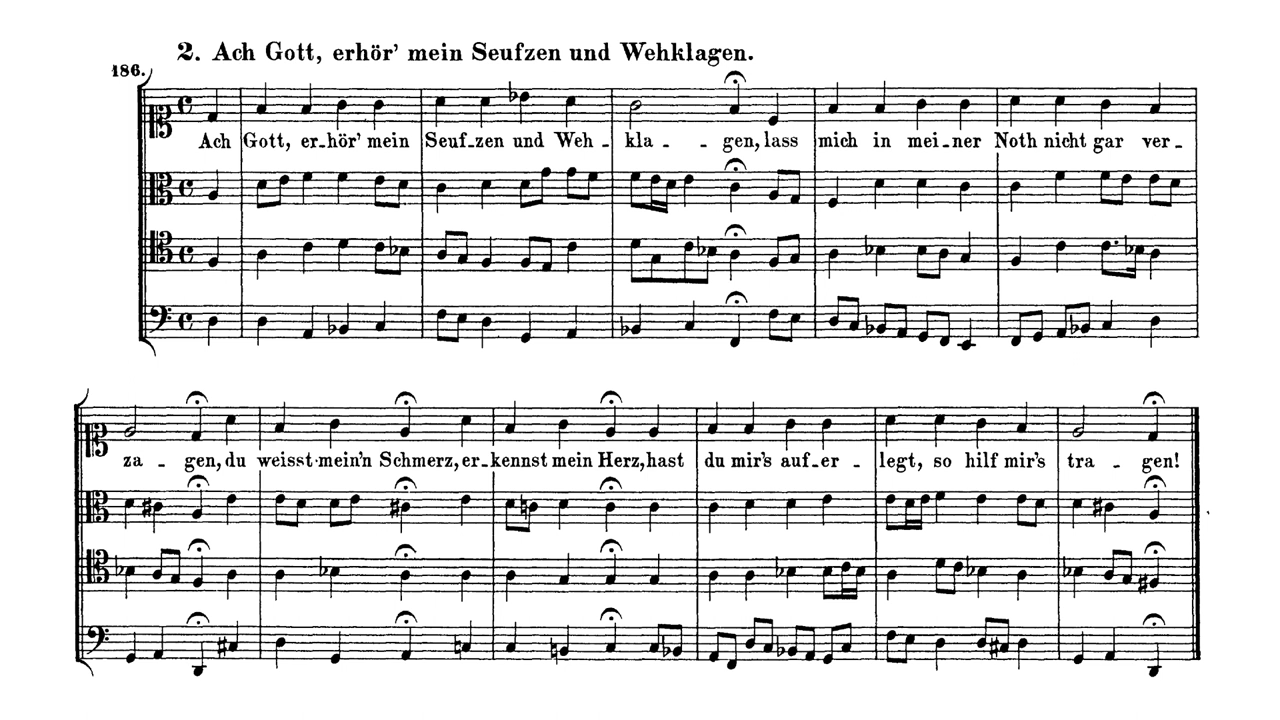 2. Ach Gott, erhör' mein Seufzen und Wehklagen.
186.
Ach Gott, er-hör' mein Seuf-zen und Weh-kla-gen, lass mich in mei-ner Noth nicht gar ver-
za-gen, du weisst mein'n Schmerz, er-kennst mein Herz, hast du mir's auf-er-legt, so hilf mir's tra-gen!